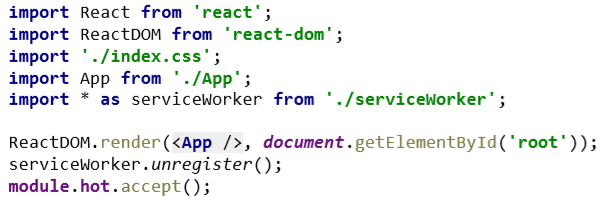 import React from 'react';
import ReactDOM from 'react-dom';
import './index.css';
import App from './App';
import * as serviceWorker from './serviceWorker';
ReactDOM.render(<App />, document.getElementById('root'));
serviceWorker.unregister();
module.hot.accept();